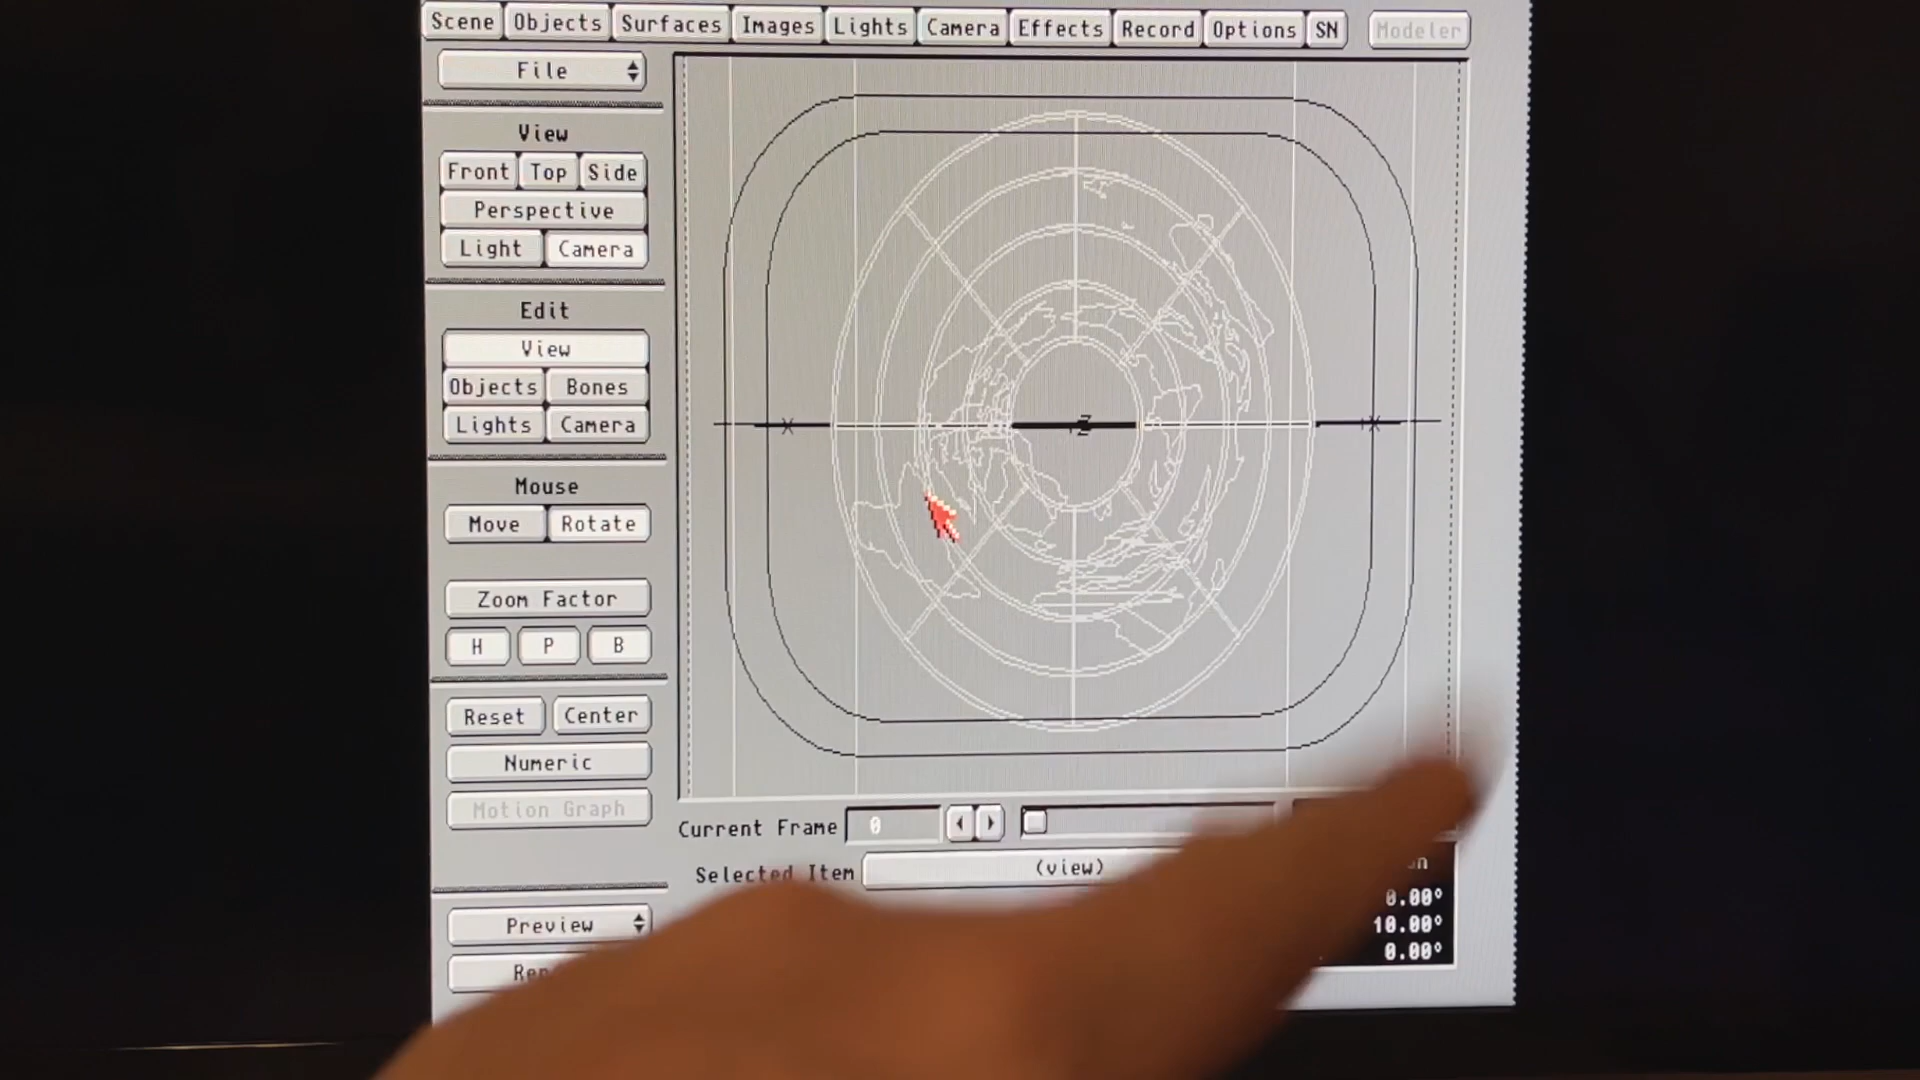 Scene Objects Surfaces Images Lights Camera Effects Record Options SN Modeler
File
View
Front Top Side
Perspective
Light Camera
Edit
View
Objects Bones
Lights Camera
Mouse
Move Rotate
Zoom Factor
H P B
Reset Center
Numeric
Motion Graph
X +Z +X
Current Frame 0
Selected Item (view)
0.00°
10.00°
0.00°
Preview